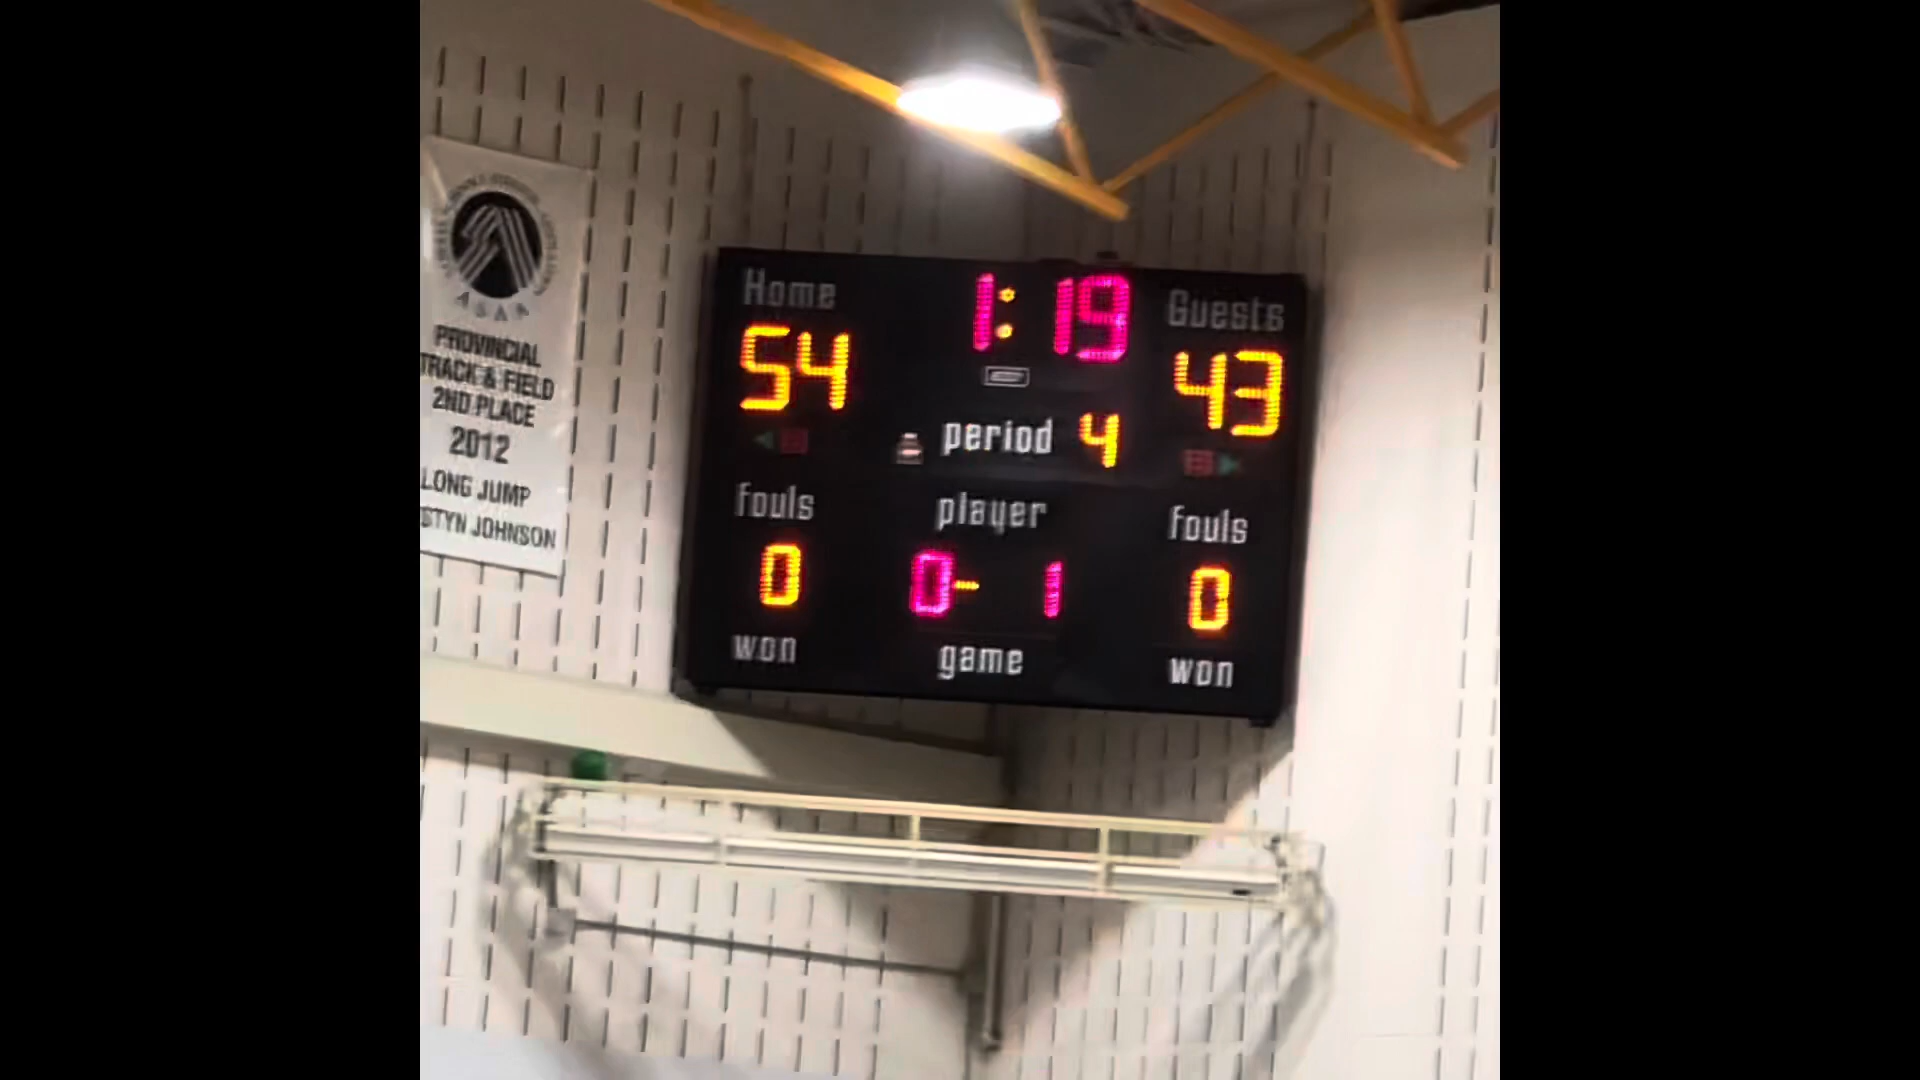 ASAA
PROVINCIAL
TRACK & FIELD
2ND PLACE
2012
LONG JUMP
STYN JOHNSON
Home
1:19
Guests
54
43
period 4
fouls
player
fouls
0
0- 1
0
won
game
won